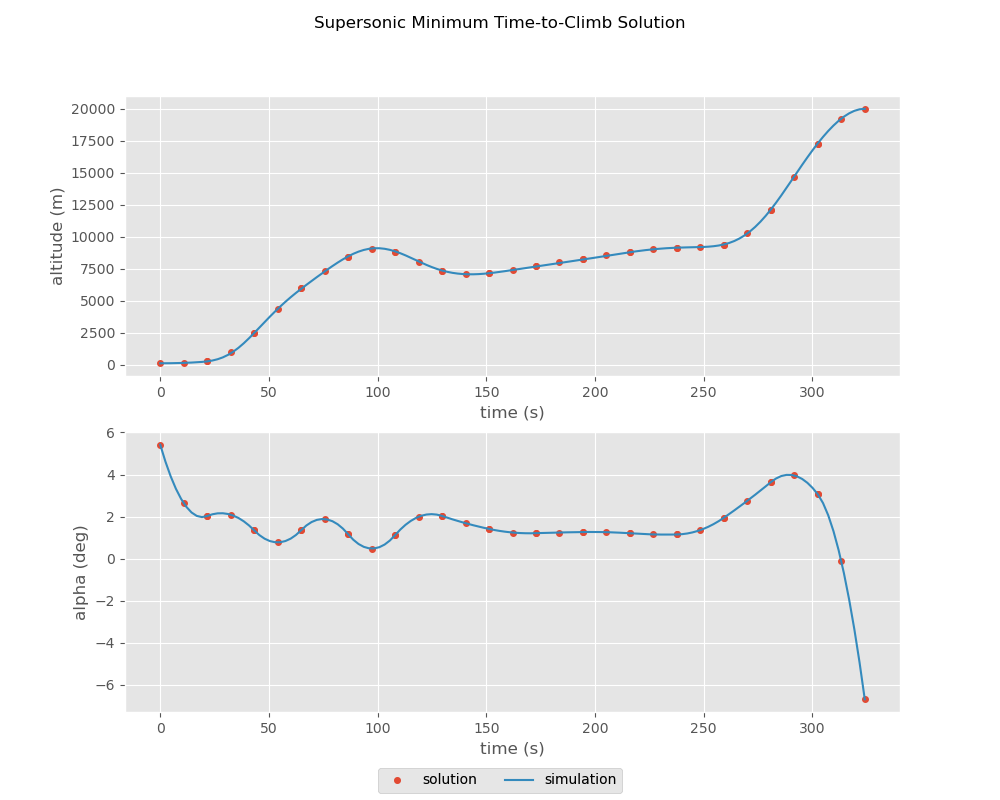 Supersonic Minimum Time-to-Climb Solution
20000
17500
15000
12500
10000
7500
5000
2500
0
altitude (m)
0 50 100 150 200 250 300
time (s)
6
4
2
0
−2
−4
−6
alpha (deg)
0 50 100 150 200 250 300
time (s)
solution simulation